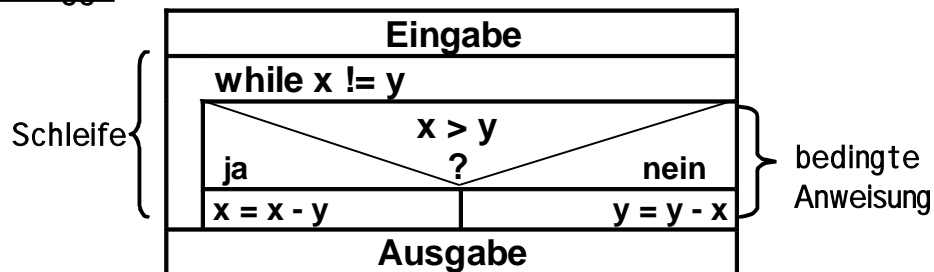 Eingabe
while x != y
Schleife
x > y
?
ja
nein
bedingte
Anweisung
x = x - y
y = y - x
Ausgabe